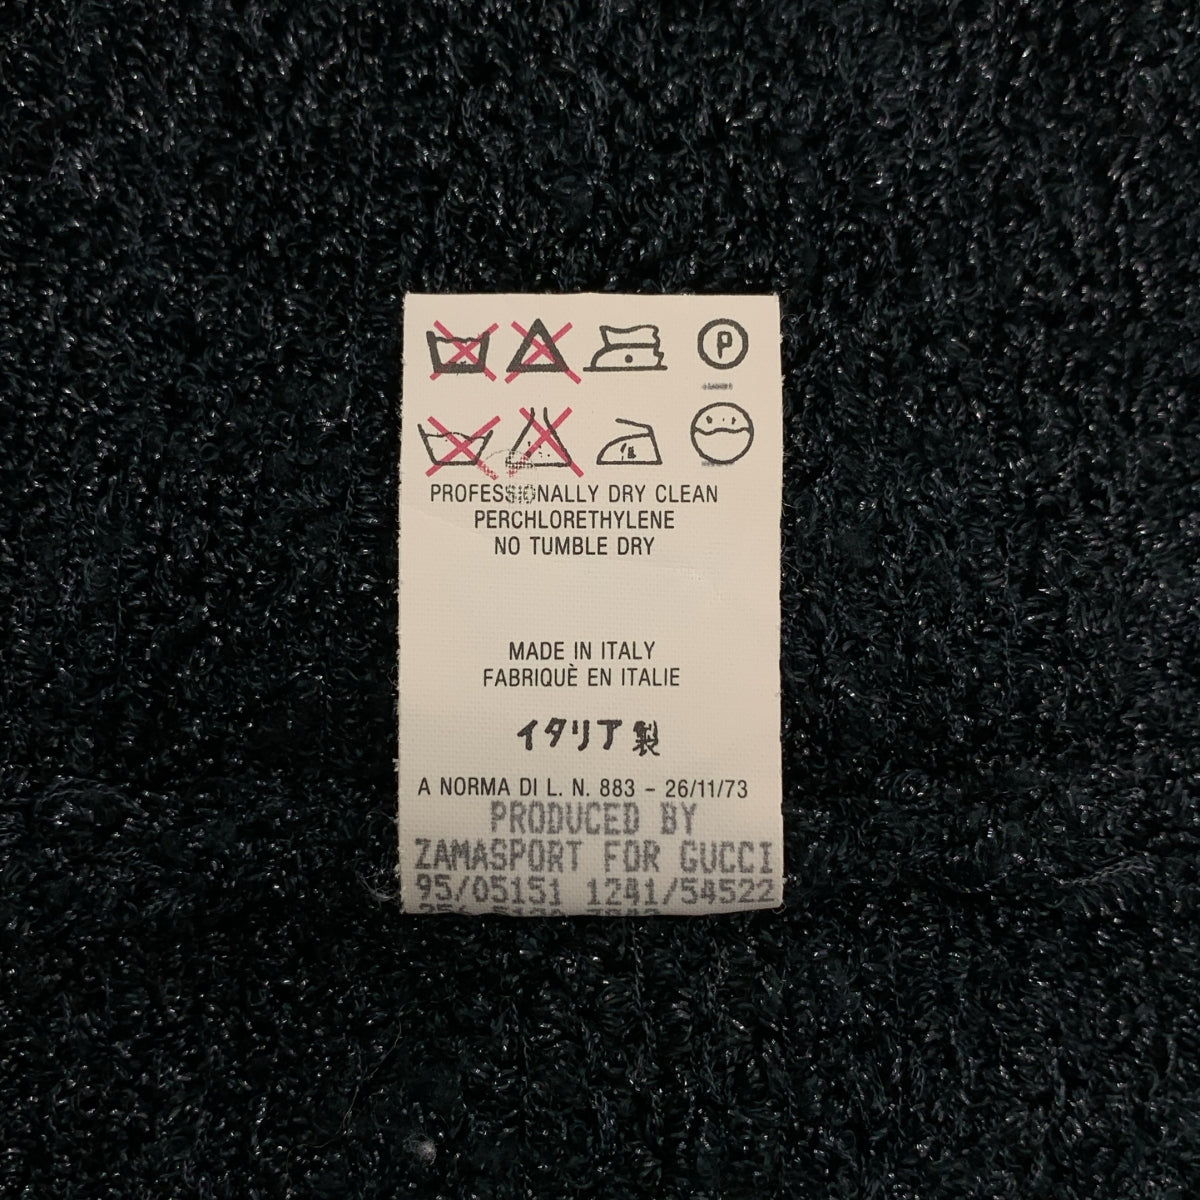 P
PROFESSIONALLY DRY CLEAN
PERCHLORETHYLENE
NO TUMBLE DRY
MADE IN ITALY
FABRIQUÈ EN ITALIE
イタリア製
A NORMA DI L. N. 883 - 26/11/73
PRODUCED BY
ZAMASPORT FOR GUCCI
95/05151 1241/54522